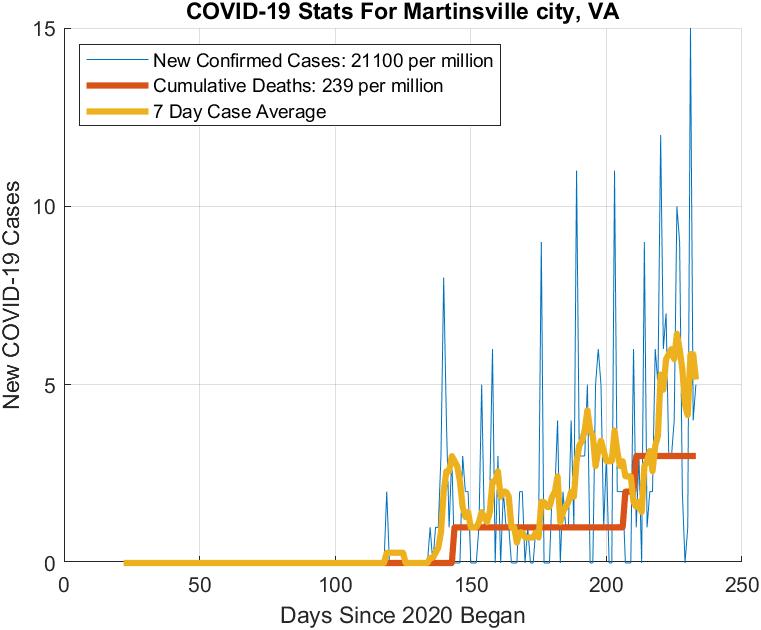 COVID-19 Stats For Martinsville city, VA
New Confirmed Cases: 21100 per million
Cumulative Deaths: 239 per million
7 Day Case Average
New COVID-19 Cases
15
10
5
0
0 50 100 150 200 250
Days Since 2020 Began